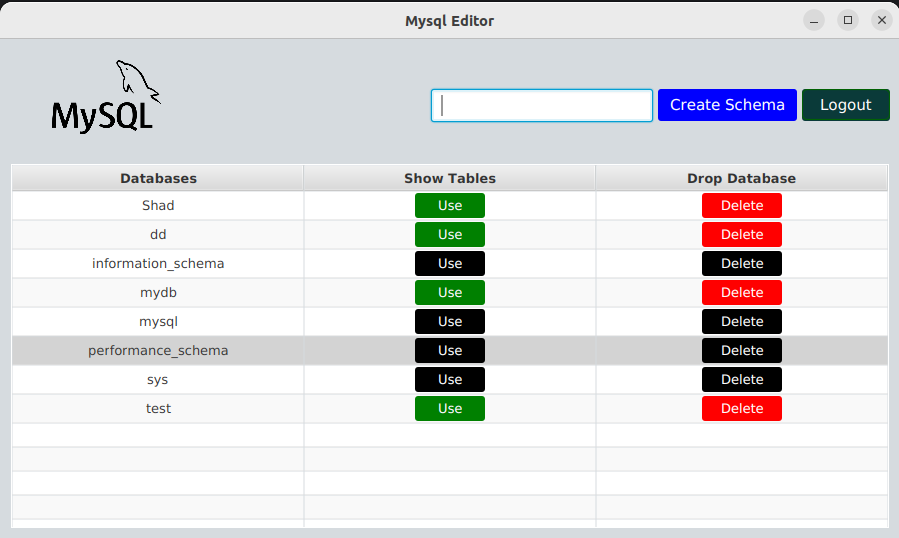 Mysql Editor
MySQL
Create Schema Logout
Databases Show Tables Drop Database
Shad Use Delete
dd Use Delete
information_schema Use Delete
mydb Use Delete
mysql Use Delete
performance_schema Use Delete
sys Use Delete
test Use Delete